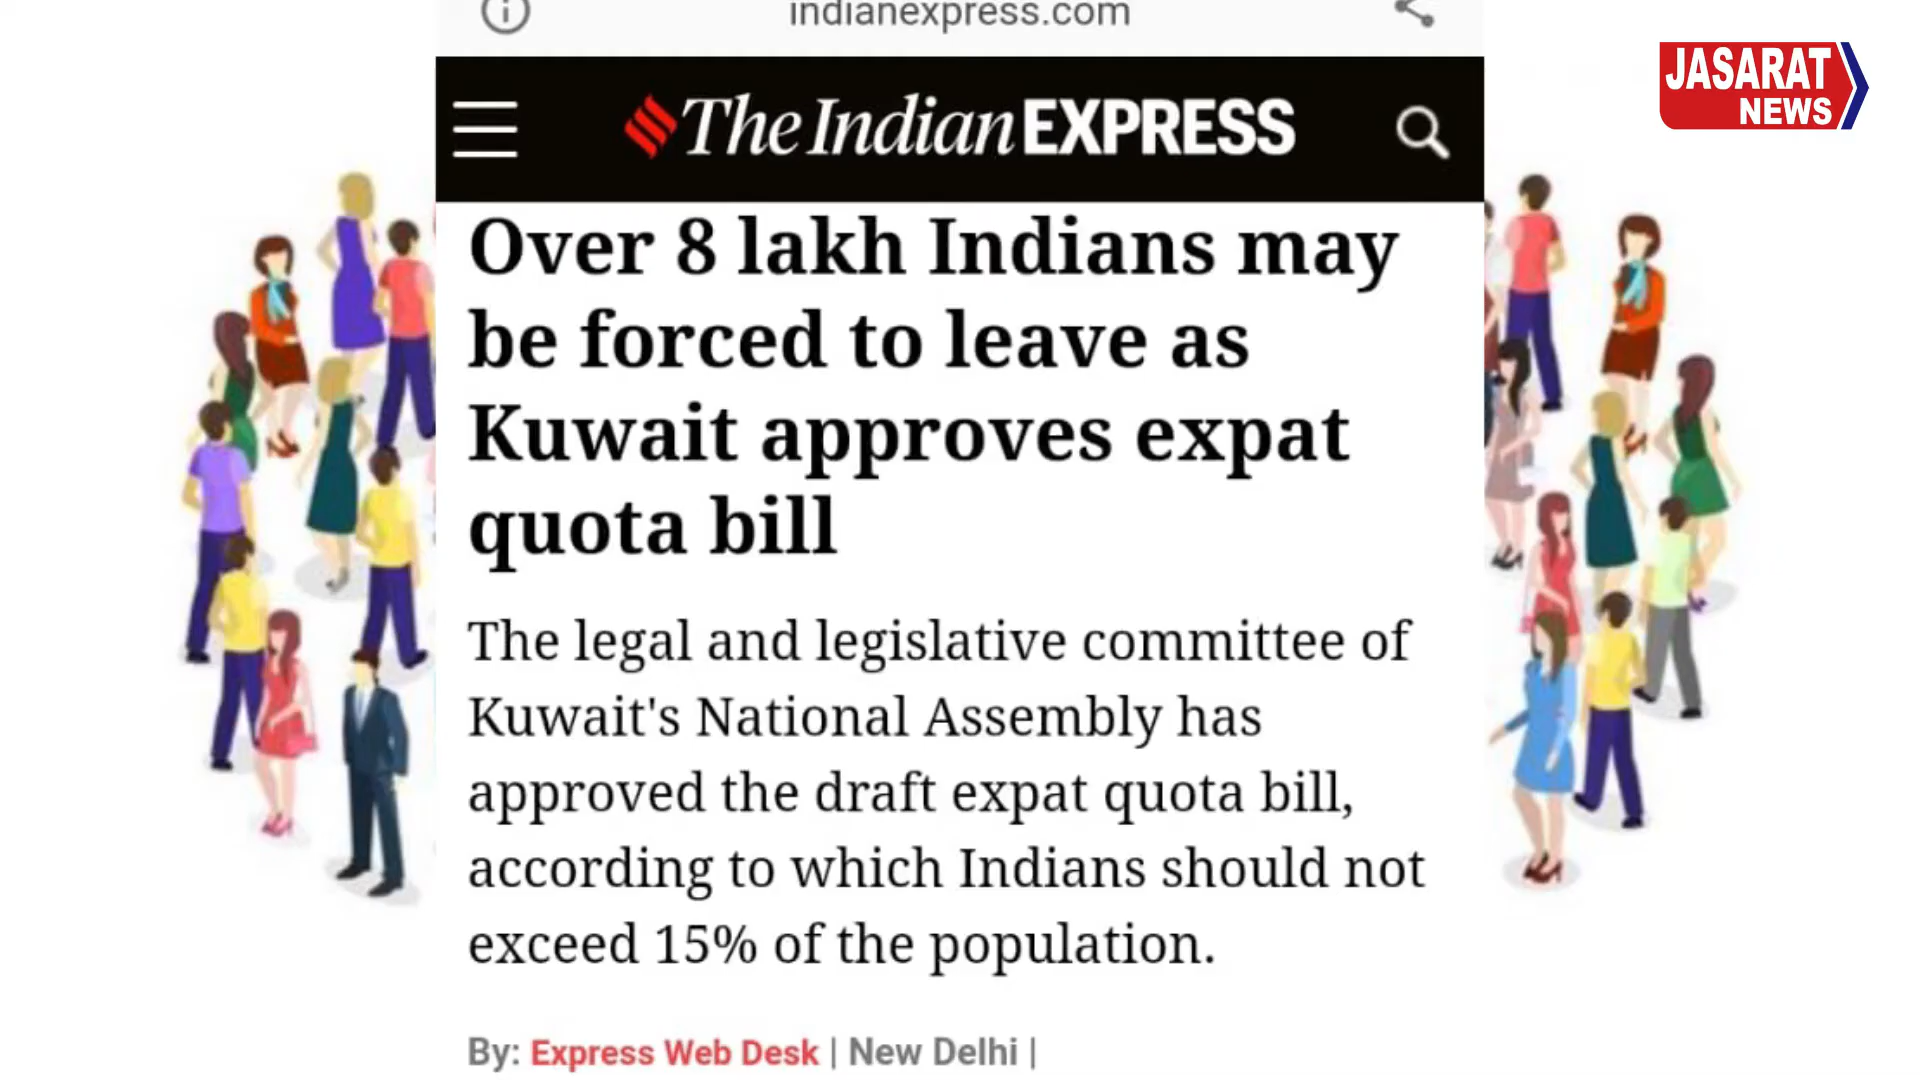 indianexpress.com
JASARAT
NEWS
The Indian EXPRESS
Over 8 lakh Indians may
be forced to leave as
Kuwait approves expat
quota bill
The legal and legislative committee of
Kuwait's National Assembly has
approved the draft expat quota bill,
according to which Indians should not
exceed 15% of the population.
By: Express Web Desk | New Delhi |